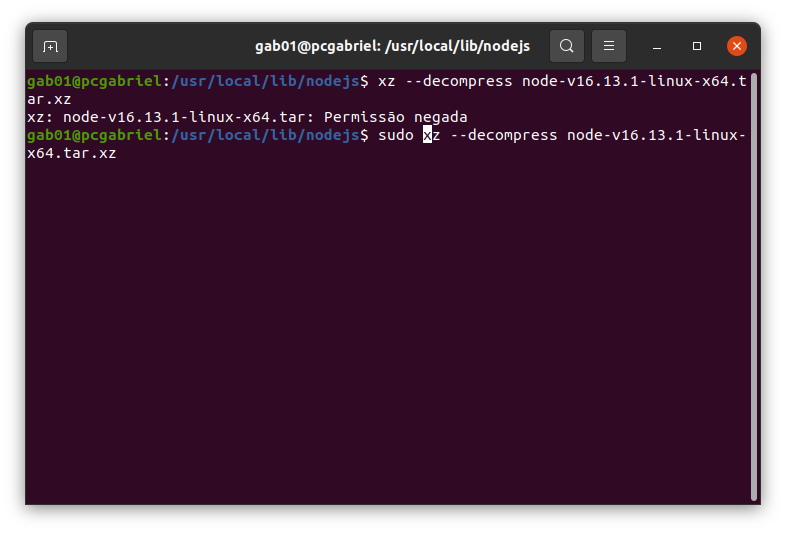 gab01@pcgabriel: /usr/local/lib/nodejs
gab01@pcgabriel:/usr/local/lib/nodejs$ xz --decompress node-v16.13.1-linux-x64.t
ar.xz
xz: node-v16.13.1-linux-x64.tar: Permissão negada
gab01@pcgabriel:/usr/local/lib/nodejs$ sudo xz --decompress node-v16.13.1-linux-
x64.tar.xz